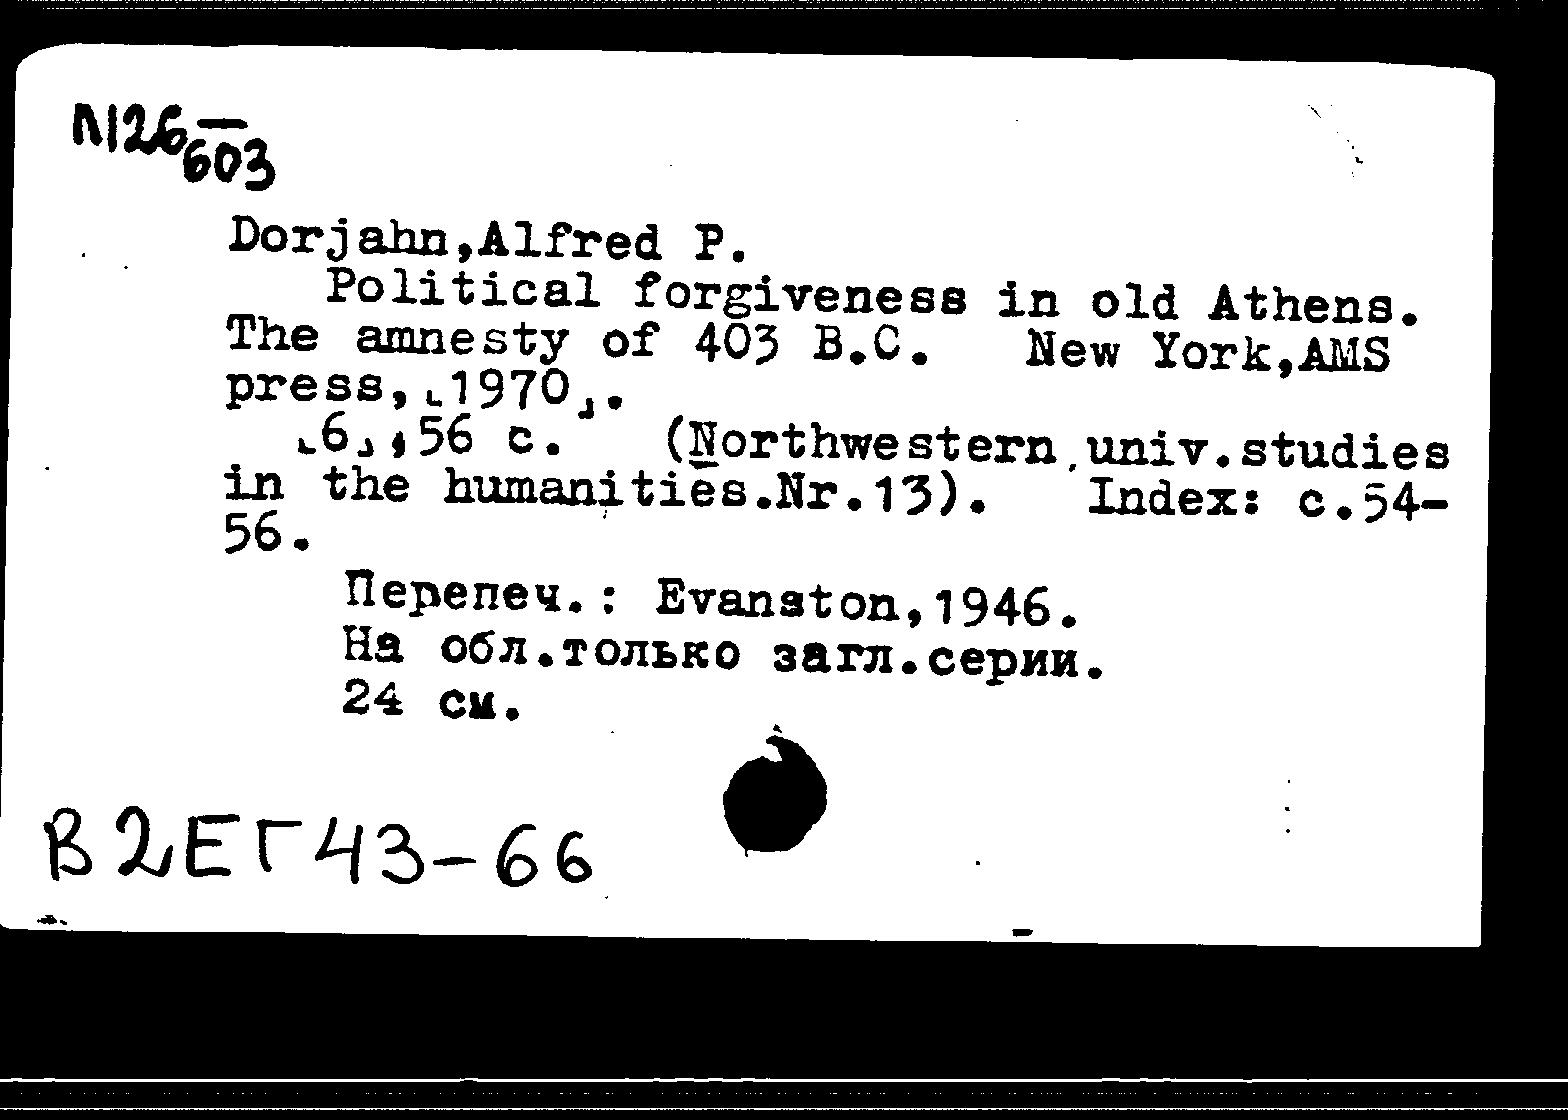 Л126—
603
Dorjahn,Alfred P.
Political forgiveness in old Athens.
The amnesty of 403 B.C. New York,AMS
press,⌞1970⌟.
⌞6⌟,56 с. (Northwestern univ.studies
in the humanities.Nr.13). Index: с.54-
56.
Перепеч.: Evanston,1946.
На обл.только загл.серии.
24 см.
В2ЕГ43-66